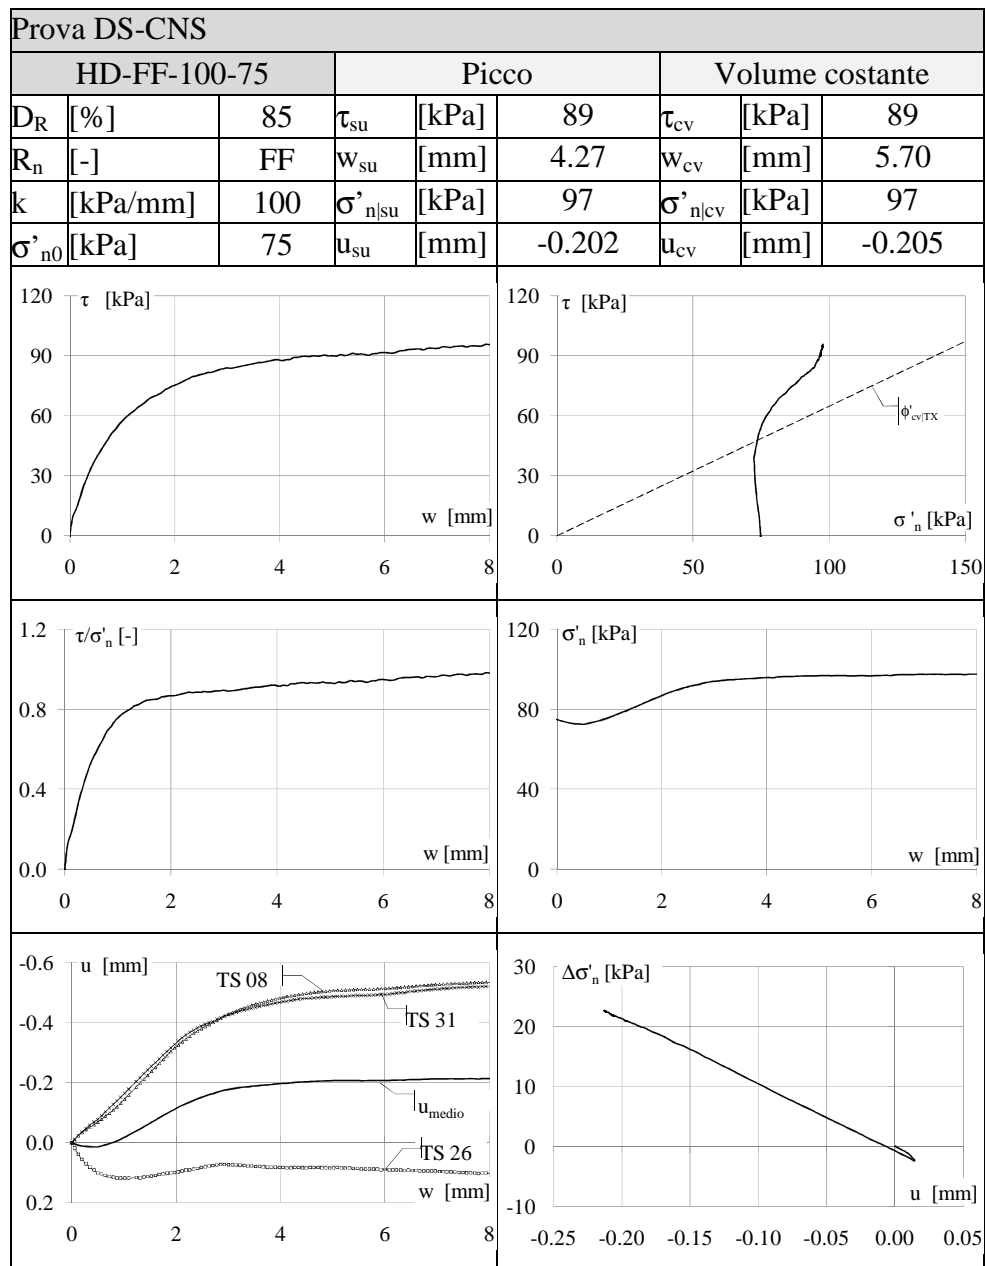 Prova DS-CNS
HD-FF-100-75 Picco Volume costante
D_R [%] 85 τ_su [kPa] 89 τ_cv [kPa] 89
R_n [-] FF w_su [mm] 4.27 w_cv [mm] 5.70
k [kPa/mm] 100 σ’_n|su [kPa] 97 σ’_n|cv [kPa] 97
σ’_n0 [kPa] 75 u_su [mm] -0.202 u_cv [mm] -0.205
120
90
60
30
0
τ [kPa]
w [mm]
0 2 4 6 8
120
90
60
30
0
τ [kPa]
ϕ'_cv|TX
σ'_n [kPa]
0 50 100 150
1.2
0.8
0.4
0.0
τ/σ'_n [-]
w [mm]
0 2 4 6 8
120
80
40
0
σ'_n [kPa]
w [mm]
0 2 4 6 8
-0.6
-0.4
-0.2
0.0
0.2
u [mm]
TS 08
TS 31
u_medio
TS 26
w [mm]
0 2 4 6 8
30
20
10
0
-10
Δσ'_n [kPa]
u [mm]
-0.25 -0.20 -0.15 -0.10 -0.05 0.00 0.05